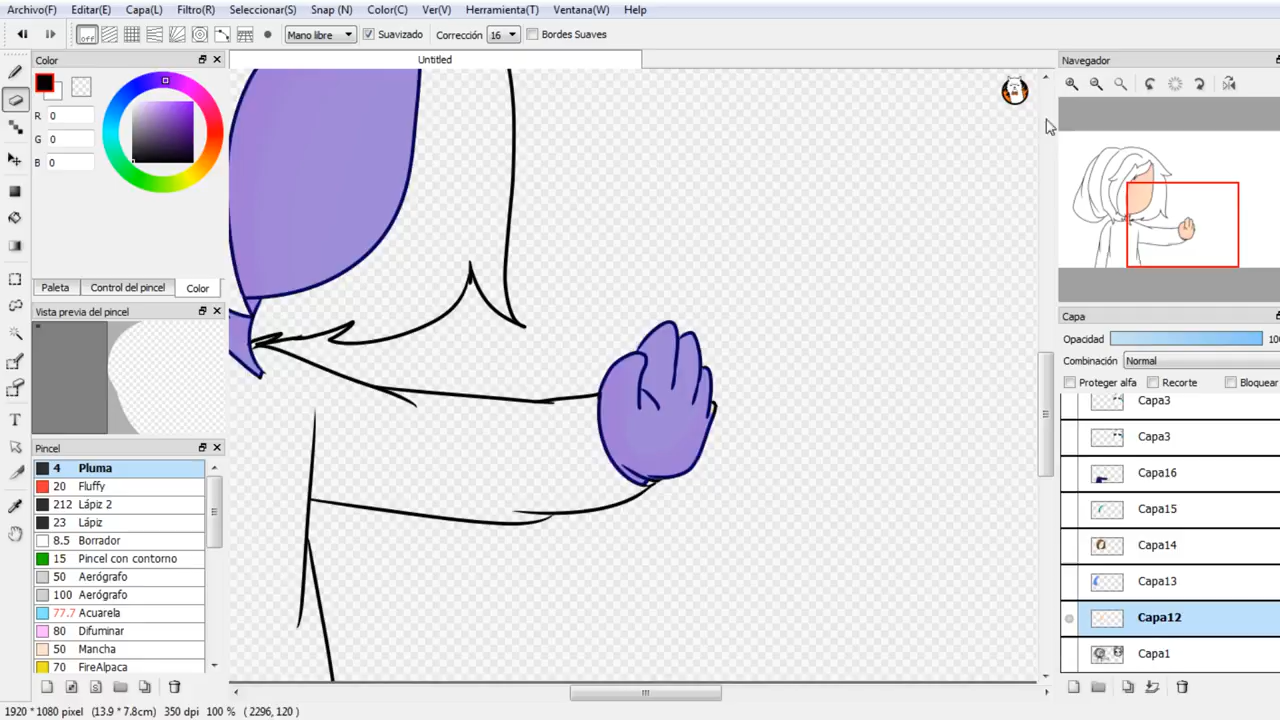 Archivo(F) Editar(E) Capa(L) Filtro(R) Seleccionar(S) Snap (N) Color(C) Ver(V) Herramienta(T) Ventana(W) Help
Off Mano libre Suavizado Corrección 16 Bordes Suaves
Color
Untitled
Navegador
R 0
G 0
B 0
Paleta Control del pincel Color
Vista previa del pincel
Capa
Opacidad 100
Combinación Normal
Proteger alfa Recorte Bloquear
Capa3
Capa3
Capa16
Capa15
Capa14
Capa13
Capa12
Capa1
Pincel
4 Pluma
20 Fluffy
212 Lápiz 2
23 Lápiz
8.5 Borrador
15 Pincel con contorno
50 Aerógrafo
100 Aerógrafo
77.7 Acuarela
80 Difuminar
50 Mancha
70 FireAlpaca
1920 * 1080 pixel (13.9 * 7.8cm) 350 dpi 100 % ( 2296, 120 )